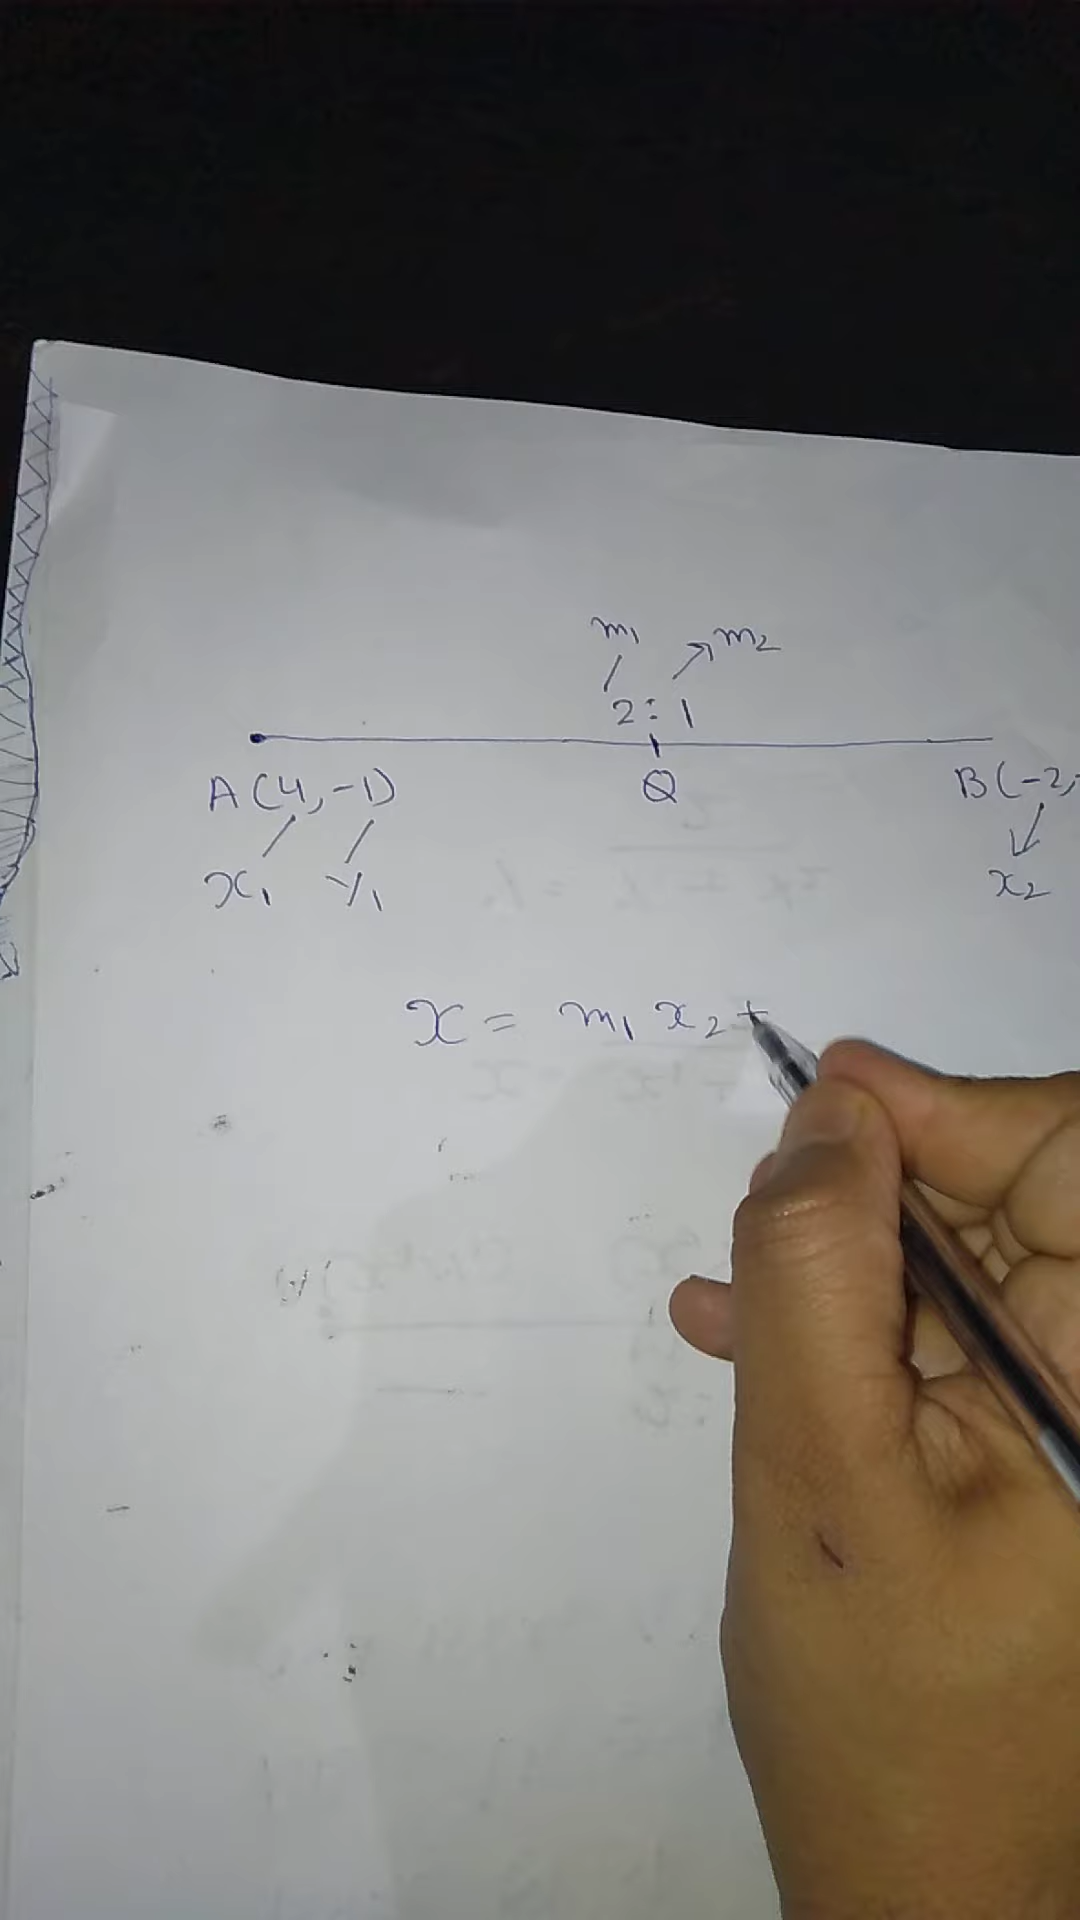 m₁ m₂
2 : 1
A (4, -1) Q B (-2, -
x₁ y₁ x₂
x = m₁ x₂ +